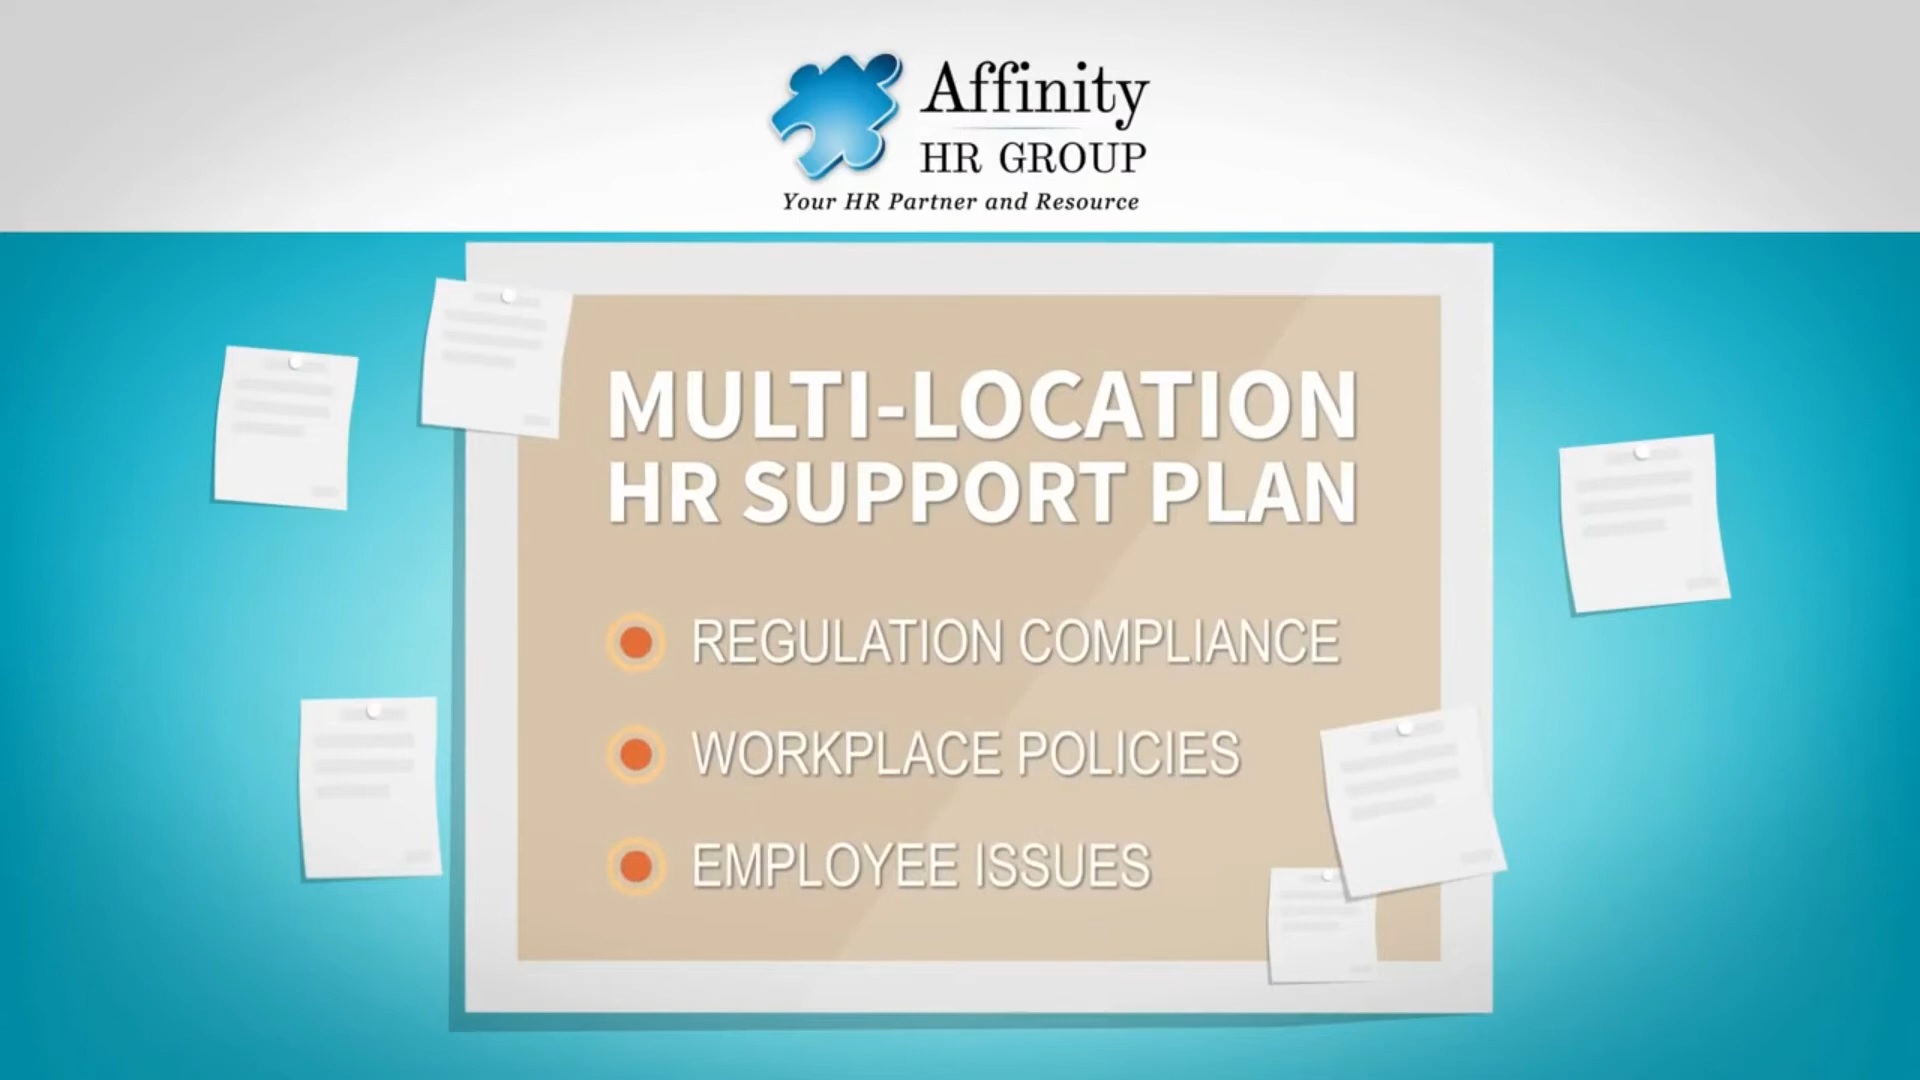 Affinity
HR GROUP
Your HR Partner and Resource
MULTI-LOCATION
HR SUPPORT PLAN
REGULATION COMPLIANCE
WORKPLACE POLICIES
EMPLOYEE ISSUES